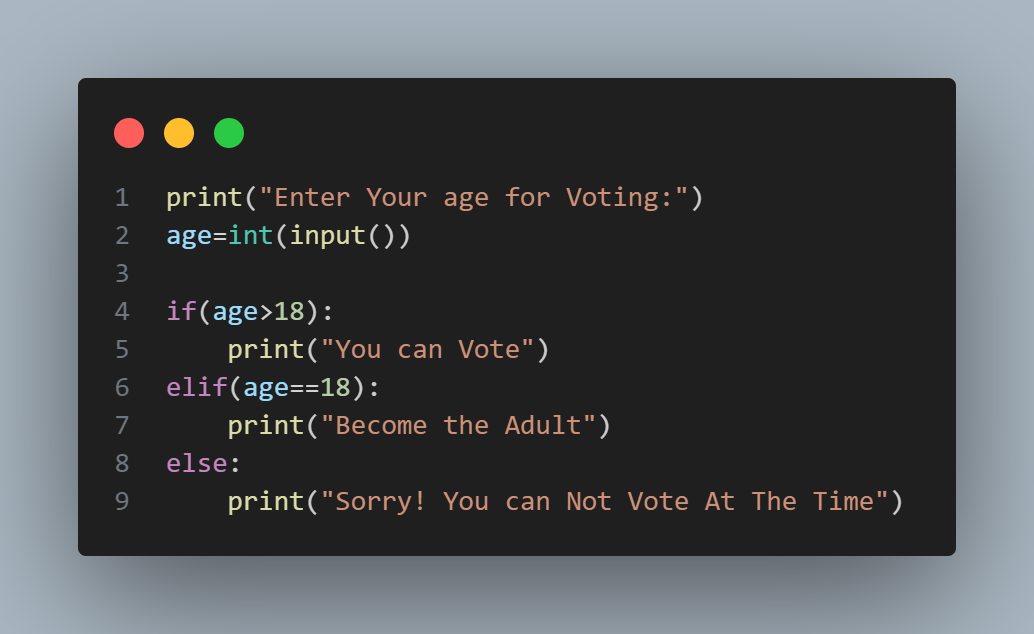 1 print("Enter Your age for Voting:")
2 age=int(input())
3
4 if(age>18):
5     print("You can Vote")
6 elif(age==18):
7     print("Become the Adult")
8 else:
9     print("Sorry! You can Not Vote At The Time")